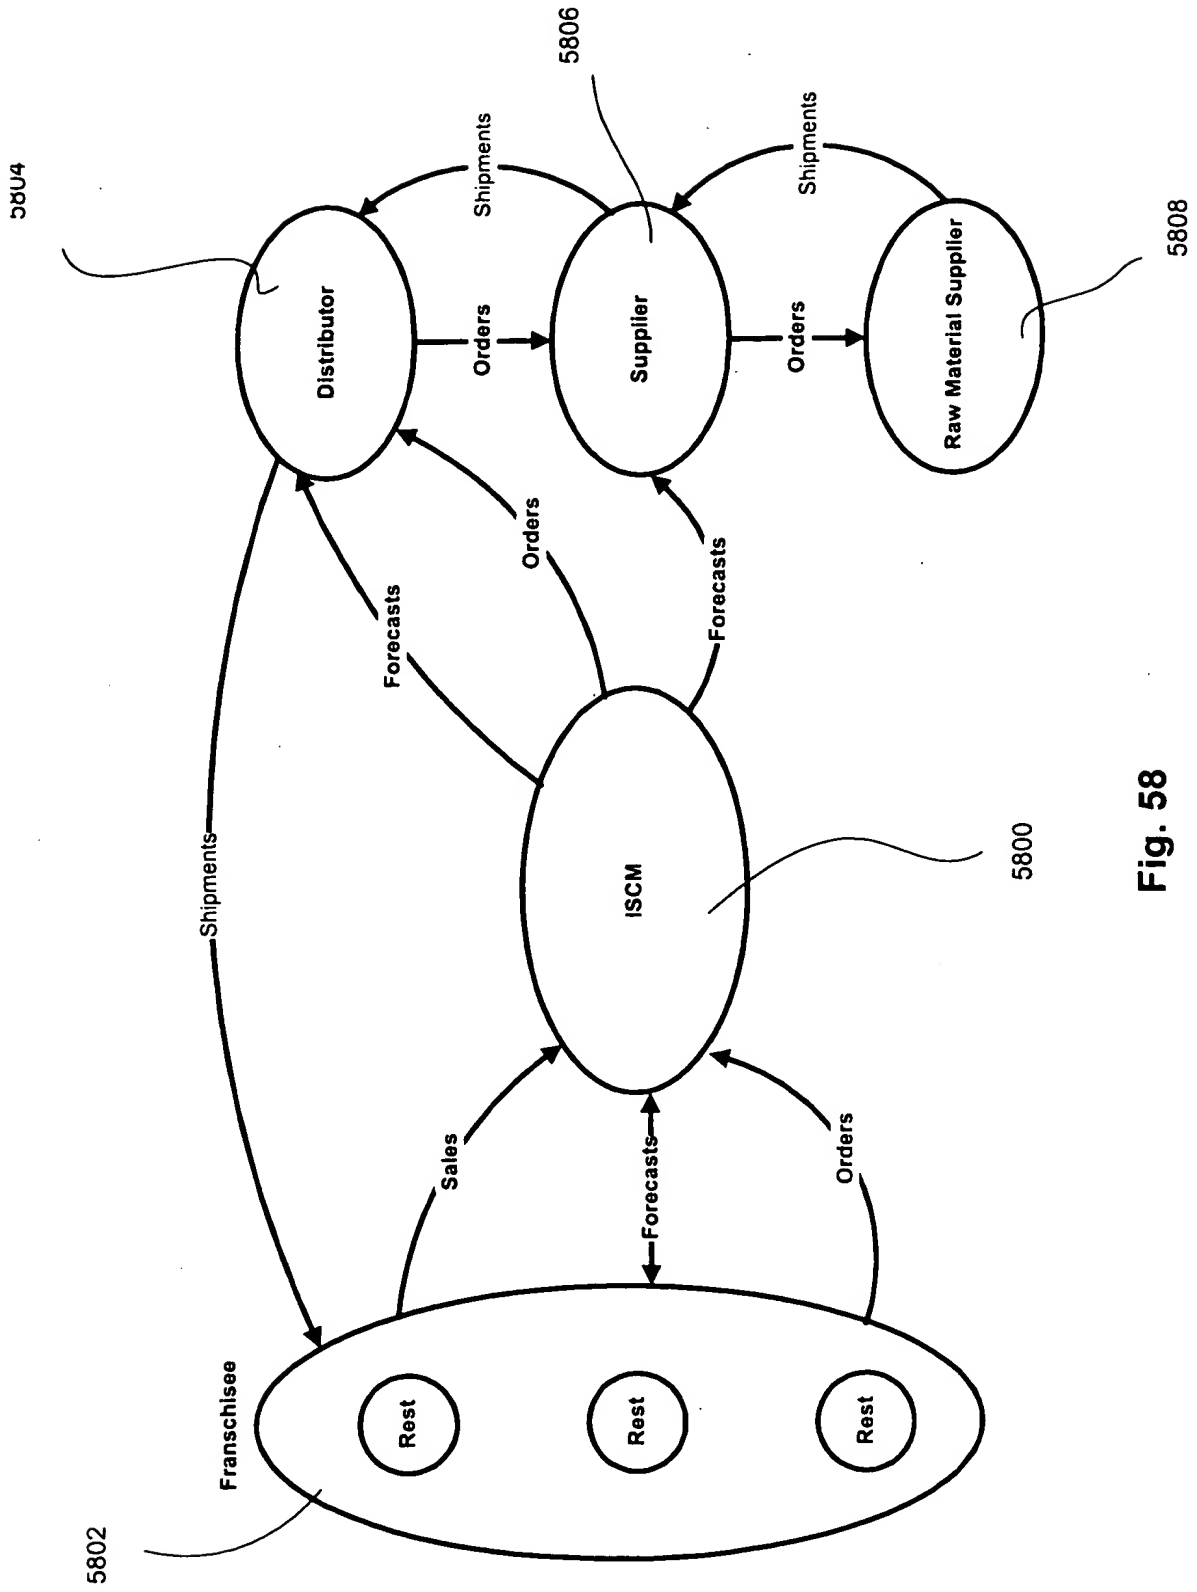 5804
5802
Shipments
Franschisee
Distributor
Forecasts
Rest
Sales
Orders
Shipments
Orders
5806
Rest
ISCM
Supplier
Forecasts
Forecasts
Orders
Shipments
Orders
Rest
Raw Material Supplier
5800
5808
Fig. 58